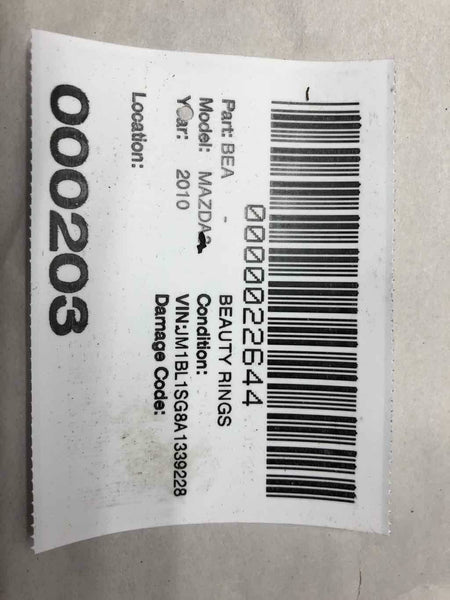 0000022644
Part: BEA - BEAUTY RINGS
Model: MAZDA Condition:
Year: 2010 VIN:JM1BL1SG8A1339228
Damage Code:
Location:
000203